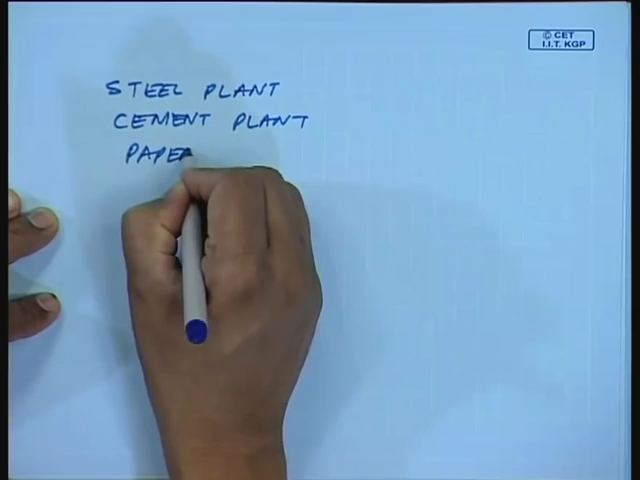 © CET
I.I.T. KGP
STEEL PLANT
CEMENT PLANT
PAPER